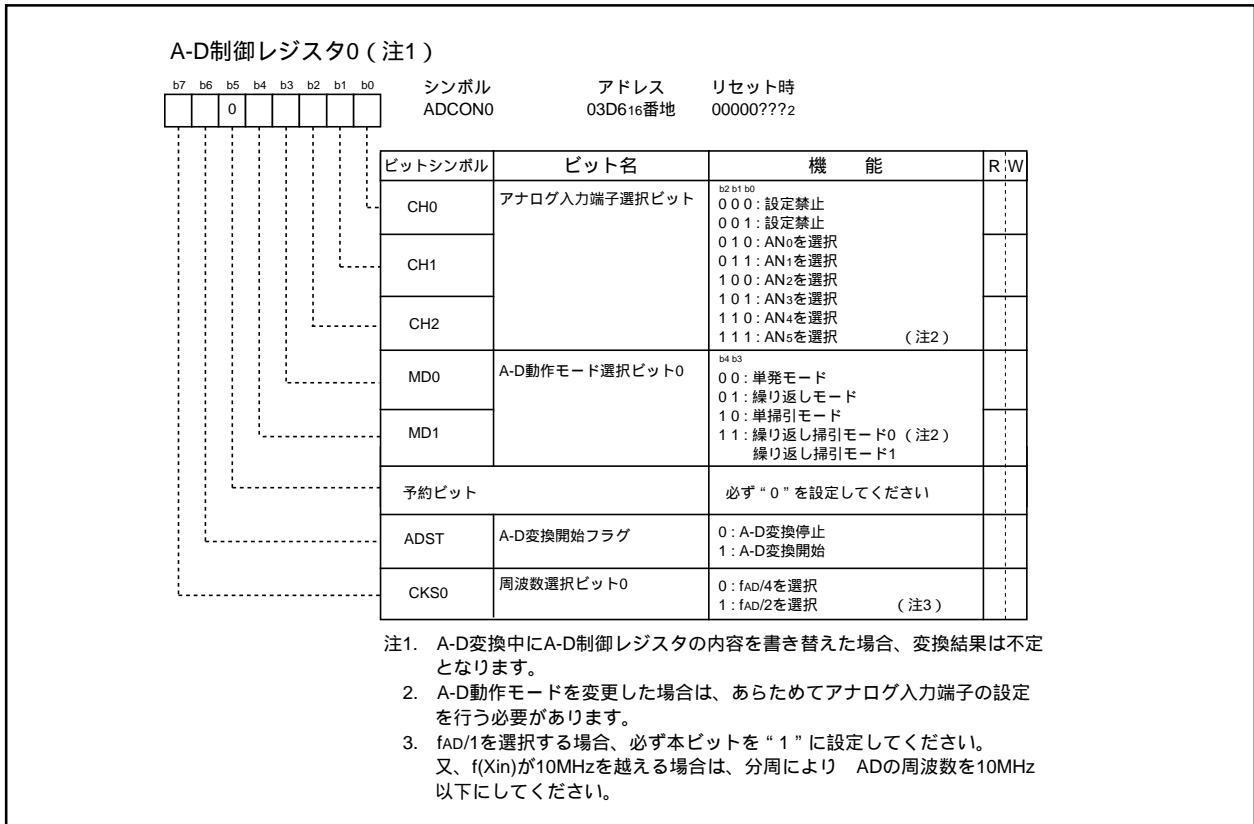 A-D制御レジスタ0（注1）
b7 b6 b5 b4 b3 b2 b1 b0
0
シンボル アドレス リセット時
ADCON0 03D616番地 00000???2
ビットシンボル ビット名 機 能 R W
CH0 アナログ入力端子選択ビット
b2 b1 b0
0 0 0 : 設定禁止
0 0 1 : 設定禁止
0 1 0 : AN0を選択
0 1 1 : AN1を選択
CH1
1 0 0 : AN2を選択
1 0 1 : AN3を選択
1 1 0 : AN4を選択
CH2
1 1 1 : AN5を選択 （注2）
MD0 A-D動作モード選択ビット0
b4 b3
0 0 : 単発モード
0 1 : 繰り返しモード
1 0 : 単掃引モード
MD1
1 1 : 繰り返し掃引モード0 （注2）
繰り返し掃引モード1
予約ビット 必ず“0”を設定してください
ADST A-D変換開始フラグ
0 : A-D変換停止
1 : A-D変換開始
CKS0 周波数選択ビット0
0 : fAD/4を選択
1 : fAD/2を選択 （注3）
注1. A-D変換中にA-D制御レジスタの内容を書き替えた場合、変換結果は不定
となります。
2. A-D動作モードを変更した場合は、あらためてアナログ入力端子の設定
を行う必要があります。
3. fAD/1を選択する場合、必ず本ビットを“1”に設定してください。
又、f(Xin)が10MHzを越える場合は、分周により ADの周波数を10MHz
以下にしてください。